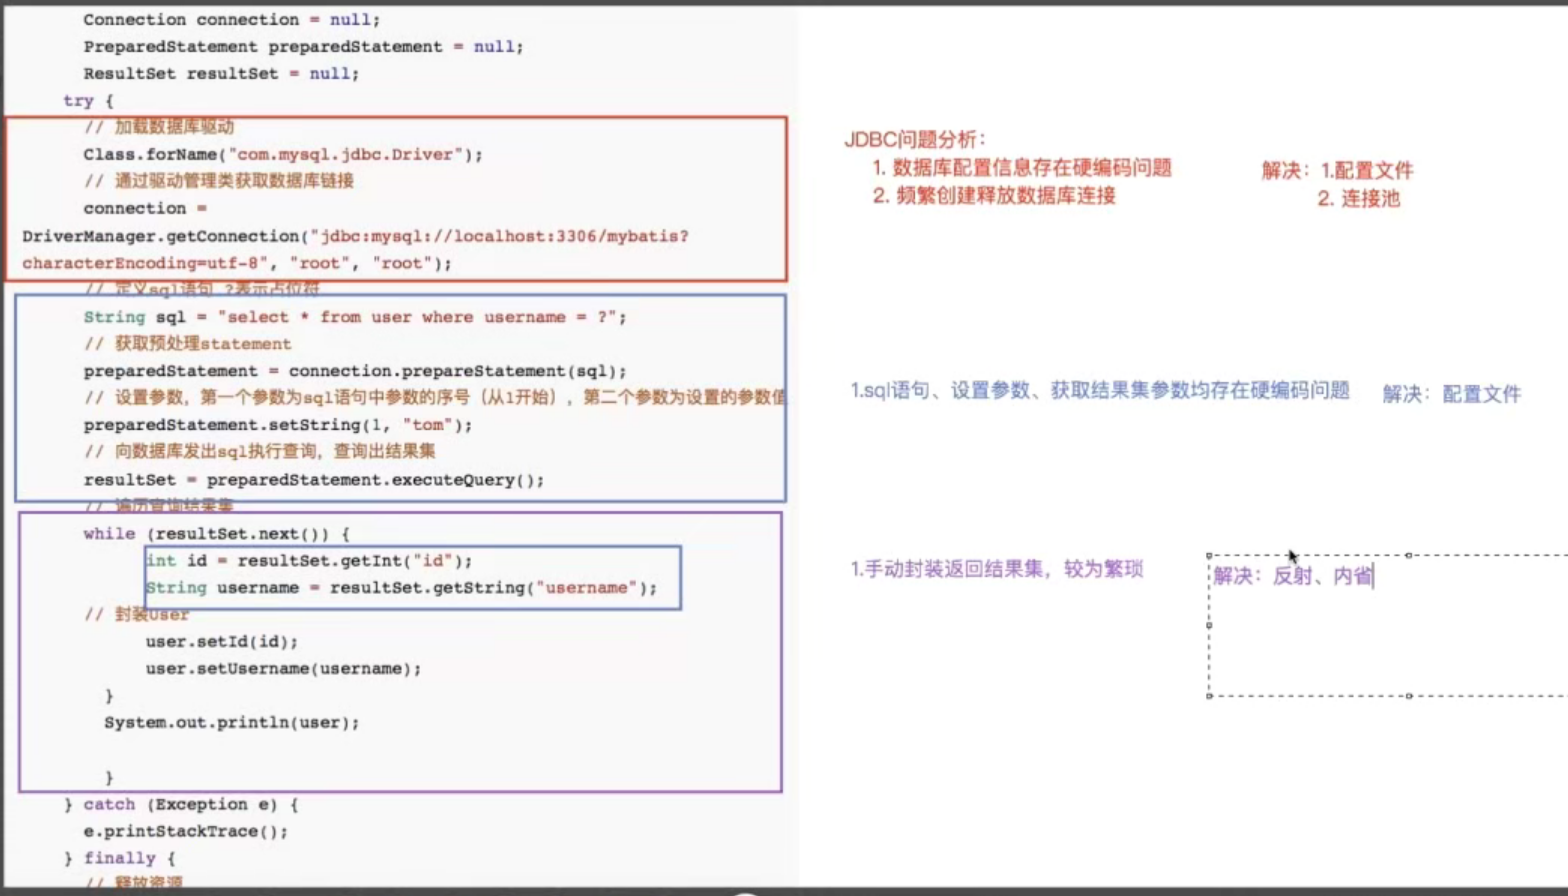 Connection connection = null;
PreparedStatement preparedStatement = null;
ResultSet resultSet = null;
try {
// 加载数据库驱动
Class.forName("com.mysql.jdbc.Driver");
// 通过驱动管理类获取数据库链接
connection =
DriverManager.getConnection("jdbc:mysql://localhost:3306/mybatis?
characterEncoding=utf-8", "root", "root");
// 定义sql语句 ?表示占位符
String sql = "select * from user where username = ?";
// 获取预处理statement
preparedStatement = connection.prepareStatement(sql);
// 设置参数，第一个参数为sql语句中参数的序号（从1开始），第二个参数为设置的参数值
preparedStatement.setString(1, "tom");
// 向数据库发出sql执行查询，查询出结果集
resultSet = preparedStatement.executeQuery();
// 遍历查询结果集
while (resultSet.next()) {
int id = resultSet.getInt("id");
String username = resultSet.getString("username");
// 封装User
user.setId(id);
user.setUsername(username);
}
System.out.println(user);
}
} catch (Exception e) {
e.printStackTrace();
} finally {
// 释放资源
JDBC问题分析：
1. 数据库配置信息存在硬编码问题
2. 频繁创建释放数据库连接
解决：1.配置文件
2. 连接池
1.sql语句、设置参数、获取结果集参数均存在硬编码问题
解决：配置文件
1.手动封装返回结果集，较为繁琐
解决：反射、内省